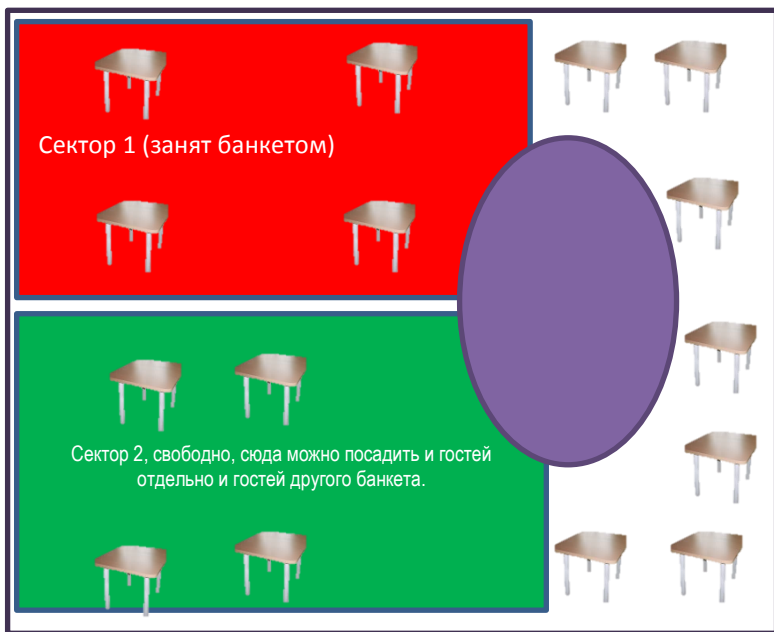 Сектор 1 (занят банкетом)
Сектор 2, свободно, сюда можно посадить и гостей
отдельно и гостей другого банкета.